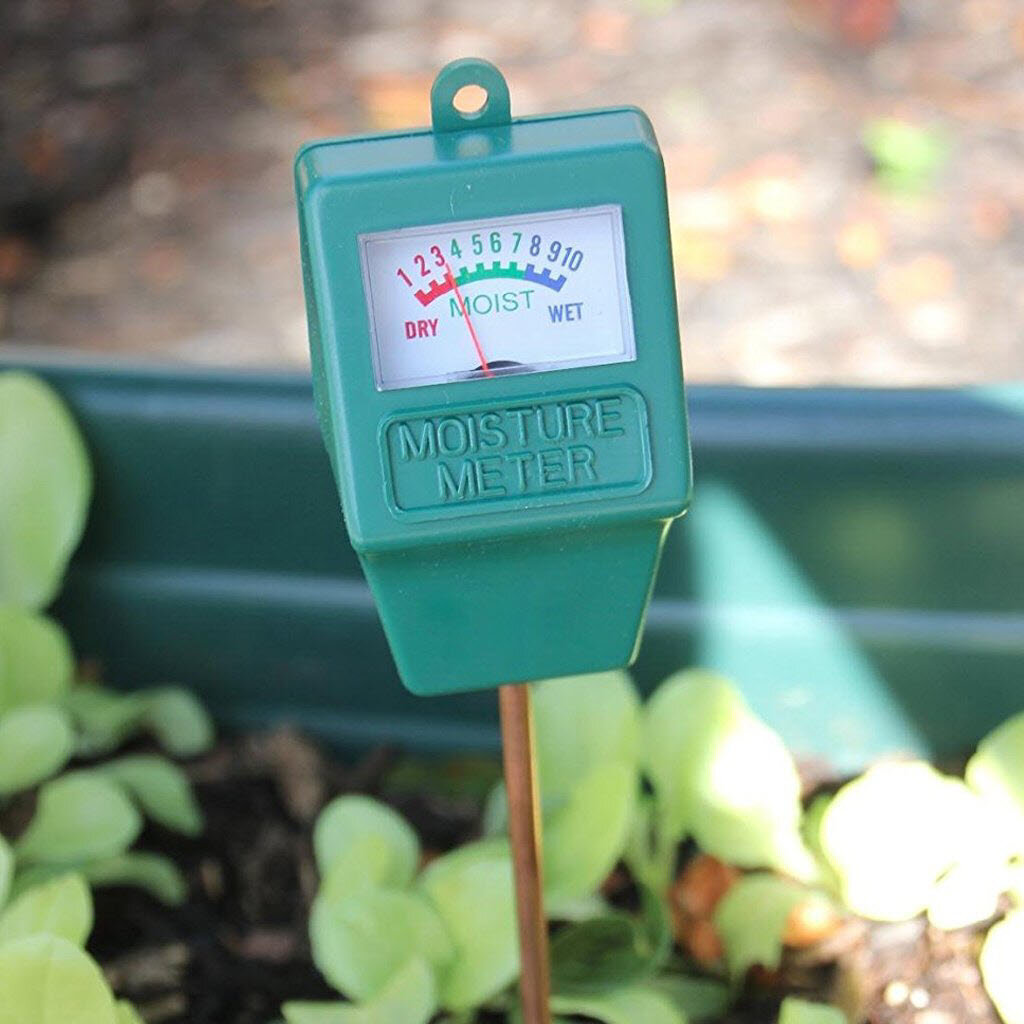 1 2 3 4 5 6 7 8 9 10
MOIST
DRY WET
MOISTURE
METER